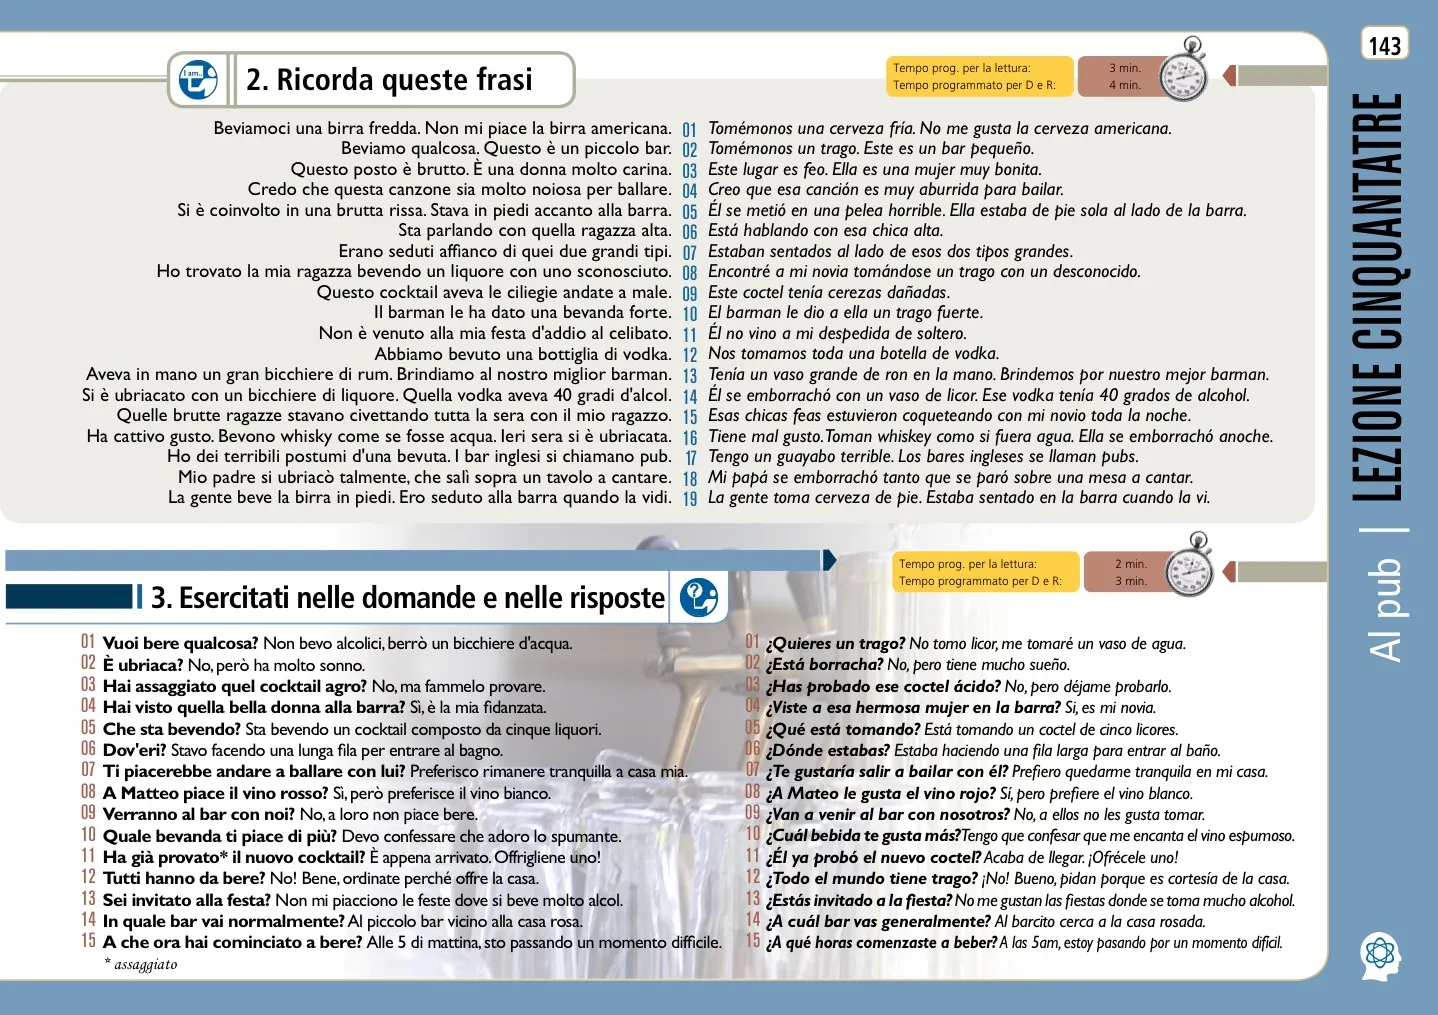 143
LEZIONE CINQUANTATRE
Al pub
I am...
2. Ricorda queste frasi
Tempo prog. per la lettura: 3 min.
Tempo programmato per D e R: 4 min.
Beviamoci una birra fredda. Non mi piace la birra americana. 01 Tomémonos una cerveza fría. No me gusta la cerveza americana.
Beviamo qualcosa. Questo è un piccolo bar. 02 Tomémonos un trago. Este es un bar pequeño.
Questo posto è brutto. È una donna molto carina. 03 Este lugar es feo. Ella es una mujer muy bonita.
Credo che questa canzone sia molto noiosa per ballare. 04 Creo que esa canción es muy aburrida para bailar.
Si è coinvolto in una brutta rissa. Stava in piedi accanto alla barra. 05 Él se metió en una pelea horrible. Ella estaba de pie sola al lado de la barra.
Sta parlando con quella ragazza alta. 06 Está hablando con esa chica alta.
Erano seduti affianco di quei due grandi tipi. 07 Estaban sentados al lado de esos dos tipos grandes.
Ho trovato la mia ragazza bevendo un liquore con uno sconosciuto. 08 Encontré a mi novia tomándose un trago con un desconocido.
Questo cocktail aveva le ciliegie andate a male. 09 Este coctel tenía cerezas dañadas.
Il barman le ha dato una bevanda forte. 10 El barman le dio a ella un trago fuerte.
Non è venuto alla mia festa d'addio al celibato. 11 Él no vino a mi despedida de soltero.
Abbiamo bevuto una bottiglia di vodka. 12 Nos tomamos toda una botella de vodka.
Aveva in mano un gran bicchiere di rum. Brindiamo al nostro miglior barman. 13 Tenía un vaso grande de ron en la mano. Brindemos por nuestro mejor barman.
Si è ubriacato con un bicchiere di liquore. Quella vodka aveva 40 gradi d'alcol. 14 Él se emborrachó con un vaso de licor. Ese vodka tenía 40 grados de alcohol.
Quelle brutte ragazze stavano civettando tutta la sera con il mio ragazzo. 15 Esas chicas feas estuvieron coqueteando con mi novio toda la noche.
Ha cattivo gusto. Bevono whisky come se fosse acqua. Ieri sera si è ubriacata. 16 Tiene mal gusto. Toman whiskey como si fuera agua. Ella se emborrachó anoche.
Ho dei terribili postumi d'una bevuta. I bar inglesi si chiamano pub. 17 Tengo un guayabo terrible. Los bares ingleses se llaman pubs.
Mio padre si ubriacò talmente, che salì sopra un tavolo a cantare. 18 Mi papá se emborrachó tanto que se paró sobre una mesa a cantar.
La gente beve la birra in piedi. Ero seduto alla barra quando la vidi. 19 La gente toma cerveza de pie. Estaba sentado en la barra cuando la vi.
3. Esercitati nelle domande e nelle risposte
Tempo prog. per la lettura: 2 min.
Tempo programmato per D e R: 3 min.
01 Vuoi bere qualcosa? Non bevo alcolici, berrò un bicchiere d'acqua. 01 ¿Quieres un trago? No tomo licor, me tomaré un vaso de agua.
02 È ubriaca? No, però ha molto sonno. 02 ¿Está borracha? No, pero tiene mucho sueño.
03 Hai assaggiato quel cocktail agro? No, ma fammelo provare. 03 ¿Has probado ese coctel ácido? No, pero déjame probarlo.
04 Hai visto quella bella donna alla barra? Sì, è la mia fidanzata. 04 ¿Viste a esa hermosa mujer en la barra? Si, es mi novia.
05 Che sta bevendo? Sta bevendo un cocktail composto da cinque liquori. 05 ¿Qué está tomando? Está tomando un coctel de cinco licores.
06 Dov'eri? Stavo facendo una lunga fila per entrare al bagno. 06 ¿Dónde estabas? Estaba haciendo una fila larga para entrar al baño.
07 Ti piacerebbe andare a ballare con lui? Preferisco rimanere tranquilla a casa mia. 07 ¿Te gustaría salir a bailar con él? Prefiero quedarme tranquila en mi casa.
08 A Matteo piace il vino rosso? Sì, però preferisce il vino bianco. 08 ¿A Mateo le gusta el vino rojo? Sí, pero prefiere el vino blanco.
09 Verranno al bar con noi? No, a loro non piace bere. 09 ¿Van a venir al bar con nosotros? No, a ellos no les gusta tomar.
10 Quale bevanda ti piace di più? Devo confessare che adoro lo spumante. 10 ¿Cuál bebida te gusta más? Tengo que confesar que me encanta el vino espumoso.
11 Ha già provato* il nuovo cocktail? È appena arrivato. Offrigliene uno! 11 ¿Él ya probó el nuevo coctel? Acaba de llegar. ¡Ofrécele uno!
12 Tutti hanno da bere? No! Bene, ordinate perché offre la casa. 12 ¿Todo el mundo tiene trago? ¡No! Bueno, pidan porque es cortesía de la casa.
13 Sei invitato alla festa? Non mi piacciono le feste dove si beve molto alcol. 13 ¿Estás invitado a la fiesta? No me gustan las fiestas donde se toma mucho alcohol.
14 In quale bar vai normalmente? Al piccolo bar vicino alla casa rosa. 14 ¿A cuál bar vas generalmente? Al barcito cerca a la casa rosada.
15 A che ora hai cominciato a bere? Alle 5 di mattina, sto passando un momento difficile. 15 ¿A qué horas comenzaste a beber? A las 5am, estoy pasando por un momento difícil.
* assaggiato